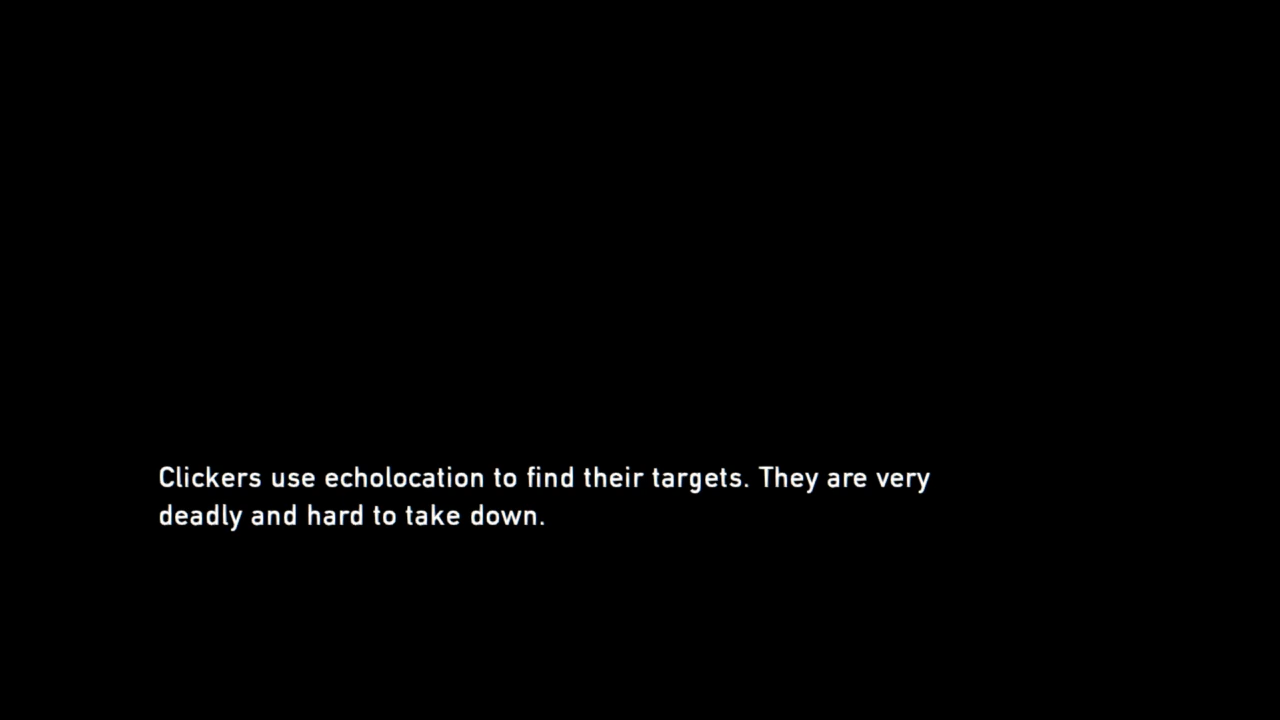 Clickers use echolocation to find their targets. They are very
deadly and hard to take down.